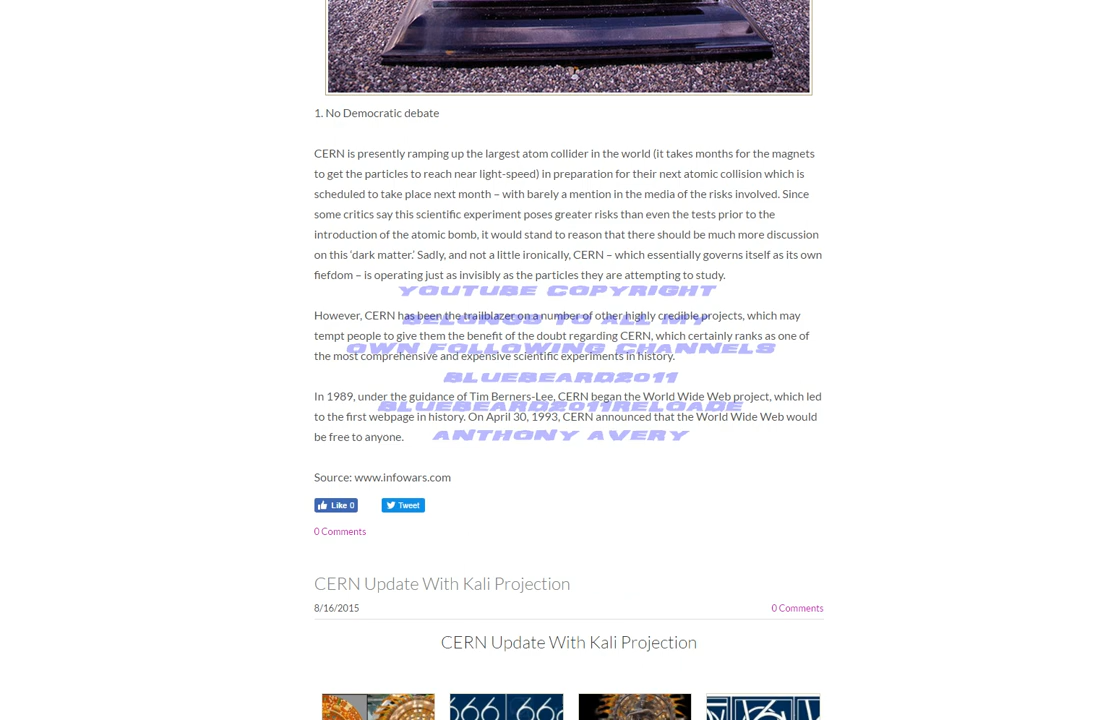 1. No Democratic debate
CERN is presently ramping up the largest atom collider in the world (it takes months for the magnets
to get the particles to reach near light-speed) in preparation for their next atomic collision which is
scheduled to take place next month – with barely a mention in the media of the risks involved. Since
some critics say this scientific experiment poses greater risks than even the tests prior to the
introduction of the atomic bomb, it would stand to reason that there should be much more discussion
on this ‘dark matter.’ Sadly, and not a little ironically, CERN – which essentially governs itself as its own
fiefdom – is operating just as invisibly as the particles they are attempting to study.
YOUTUBE COPYRIGHT
However, CERN has been the trailblazer on a number of other highly credible projects, which may
BELONGS TO ALL MY
tempt people to give them the benefit of the doubt regarding CERN, which certainly ranks as one of
OWN FOLLOWING CHANNELS
the most comprehensive and expensive scientific experiments in history.
BLUEBEARD2011
In 1989, under the guidance of Tim Berners-Lee, CERN began the World Wide Web project, which led
BLUEBEARD2011RELOADE
to the first webpage in history. On April 30, 1993, CERN announced that the World Wide Web would
be free to anyone.
ANTHONY AVERY
Source: www.infowars.com
Like 0 Tweet
0 Comments
CERN Update With Kali Projection
8/16/2015 0 Comments
CERN Update With Kali Projection
666 666